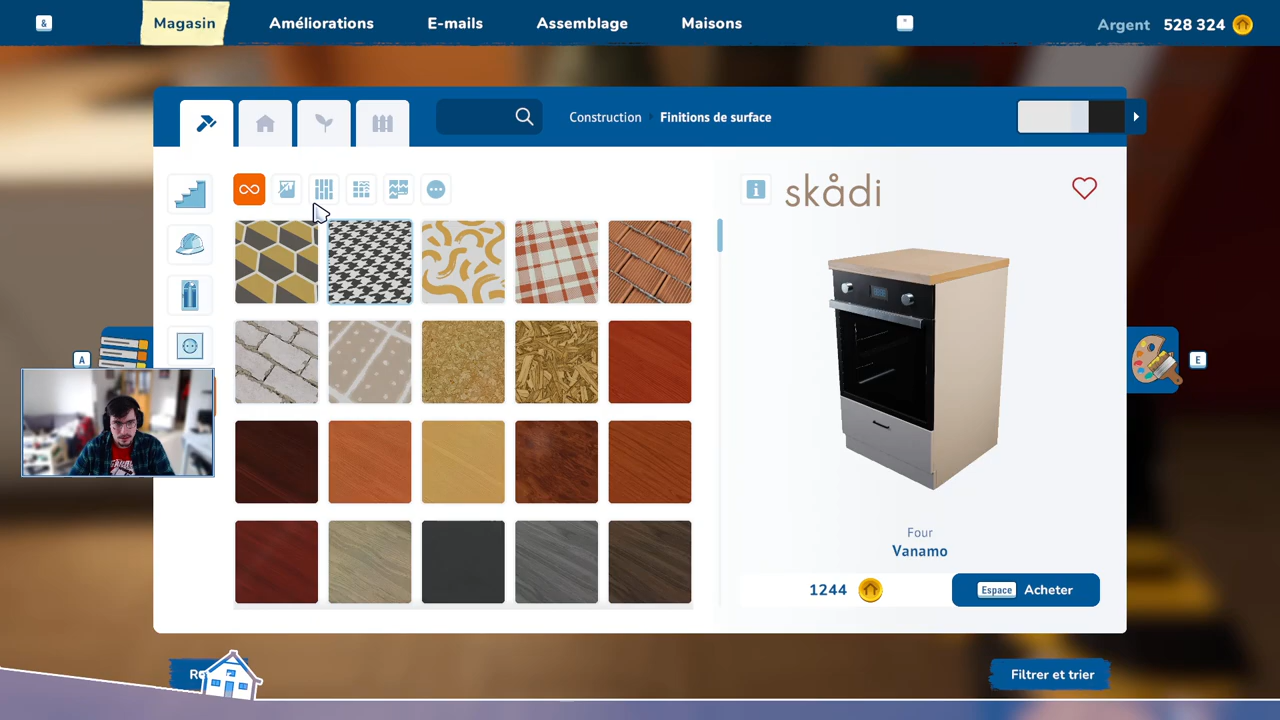 &
Magasin
Améliorations
E-mails
Assemblage
Maisons
"
Argent 528 324
Construction
Finitions de surface
skådi
A
E
Four
Vanamo
1244
Espace Acheter
Filtrer et trier